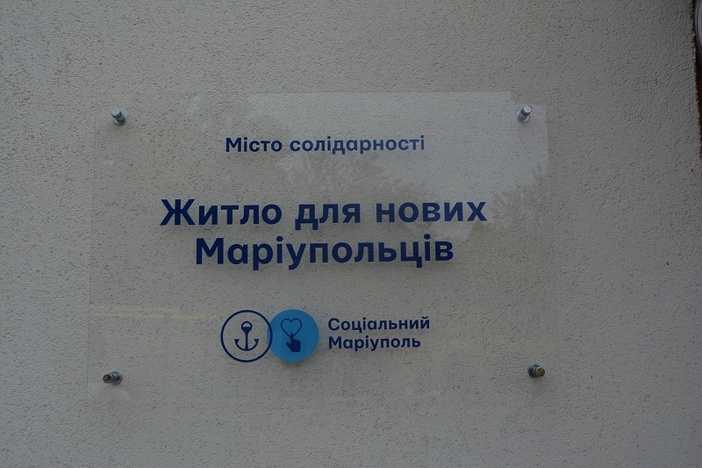 Місто солідарності
Житло для нових
Маріупольців
Соціальний
Маріуполь